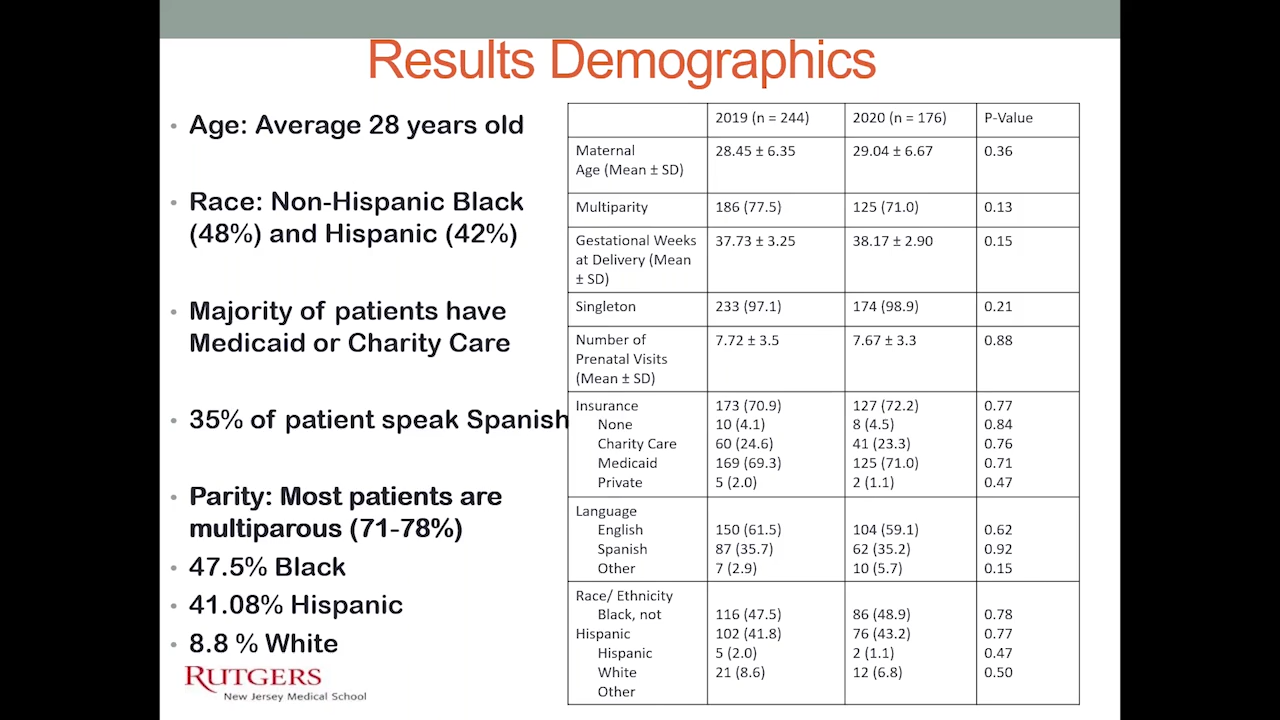 Results Demographics
• Age: Average 28 years old
• Race: Non-Hispanic Black
(48%) and Hispanic (42%)
• Majority of patients have
Medicaid or Charity Care
• 35% of patient speak Spanish
• Parity: Most patients are
multiparous (71-78%)
• 47.5% Black
• 41.08% Hispanic
• 8.8 % White
RUTGERS
New Jersey Medical School
2019 (n = 244) 2020 (n = 176) P-Value
Maternal 28.45 ± 6.35 29.04 ± 6.67 0.36
Age (Mean ± SD)
Multiparity 186 (77.5) 125 (71.0) 0.13
Gestational Weeks 37.73 ± 3.25 38.17 ± 2.90 0.15
at Delivery (Mean
± SD)
Singleton 233 (97.1) 174 (98.9) 0.21
Number of 7.72 ± 3.5 7.67 ± 3.3 0.88
Prenatal Visits
(Mean ± SD)
Insurance 173 (70.9) 127 (72.2) 0.77
None 10 (4.1) 8 (4.5) 0.84
Charity Care 60 (24.6) 41 (23.3) 0.76
Medicaid 169 (69.3) 125 (71.0) 0.71
Private 5 (2.0) 2 (1.1) 0.47
Language
English 150 (61.5) 104 (59.1) 0.62
Spanish 87 (35.7) 62 (35.2) 0.92
Other 7 (2.9) 10 (5.7) 0.15
Race/ Ethnicity
Black, not 116 (47.5) 86 (48.9) 0.78
Hispanic 102 (41.8) 76 (43.2) 0.77
Hispanic 5 (2.0) 2 (1.1) 0.47
White 21 (8.6) 12 (6.8) 0.50
Other